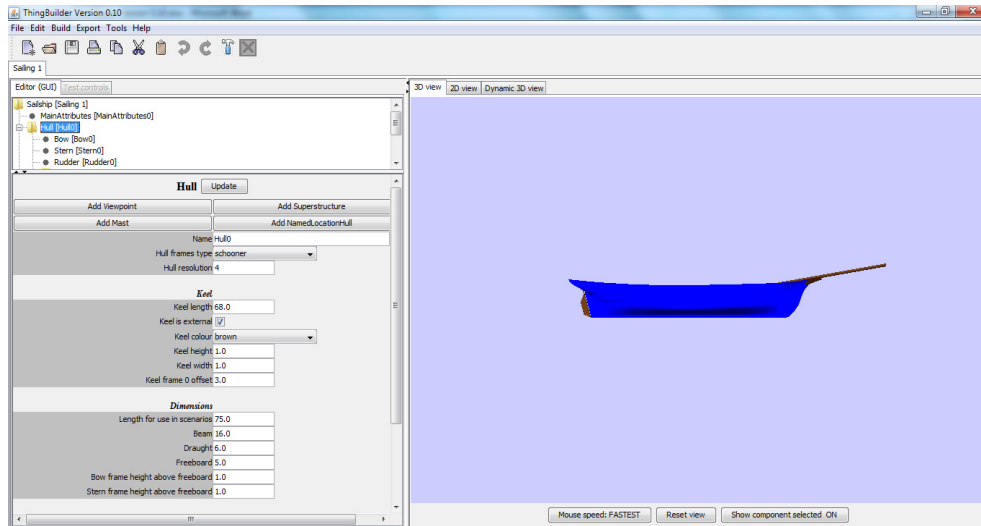 ThingBuilder Version 0.10
File Edit Build Export Tools Help
Sailing 1
Editor (GUI) Test controls
3D view 2D view Dynamic 3D view
Sailship [Sailing 1]
MainAttributes [MainAttributes0]
Hull [Hull0]
Bow [Bow0]
Stern [Stern0]
Rudder [Rudder0]
Hull Update
Add Viewpoint Add Superstructure
Add Mast Add NamedLocationHull
Name Hull0
Hull frames type schooner
Hull resolution 4
Keel
Keel length 68.0
Keel is external
Keel colour brown
Keel height 1.0
Keel width 1.0
Keel frame 0 offset 3.0
Dimensions
Length for use in scenarios 75.0
Beam 16.0
Draught 6.0
Freeboard 5.0
Bow frame height above freeboard 1.0
Stern frame height above freeboard 1.0
Mouse speed: FASTEST Reset view Show component selected ON